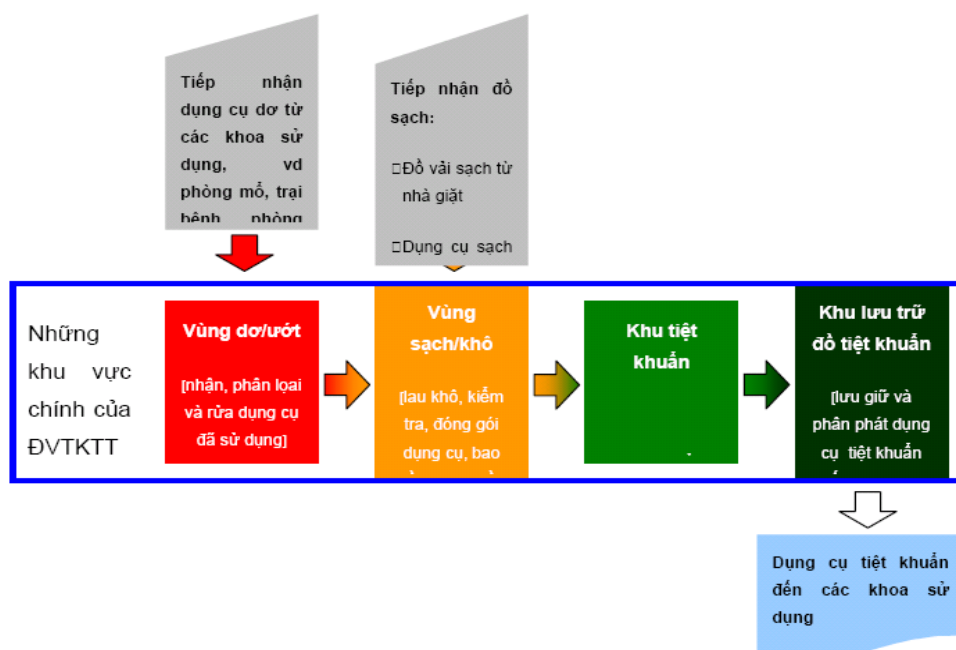 Tiếp nhận
dụng cụ dơ từ
các khoa sử
dụng, vd
phòng mổ, trại
bệnh phòng
Tiếp nhận đồ
sạch:
□Đồ vải sạch từ
nhà giặt
□Dụng cụ sạch
Những
khu vực
chính của
ĐVTKTT
Vùng dơ/ướt
[nhận, phân lọai
và rửa dụng cụ
đã sử dụng]
Vùng
sạch/khô
[lau khô, kiểm
tra, đóng gói
dụng cụ, bao
Khu tiệt
khuẩn
Khu lưu trữ
đồ tiệt khuẩn
[lưu giữ và
phân phát dụng
cụ tiệt khuẩn
Dụng cụ tiệt khuẩn
đến các khoa sử
dụng